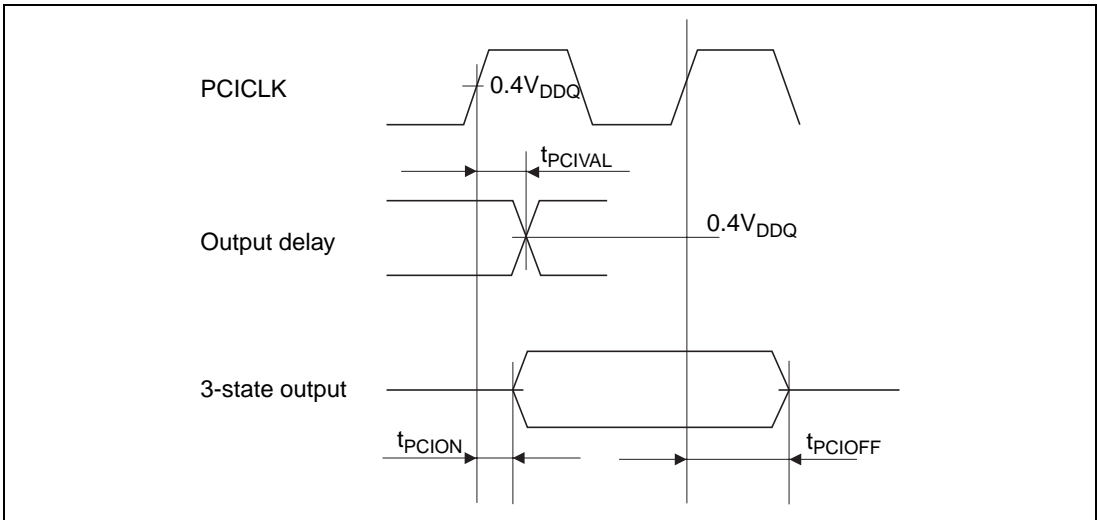 PCICLK
0.4VDDQ
tPCIVAL
Output delay
0.4VDDQ
3-state output
tPCION
tPCIOFF